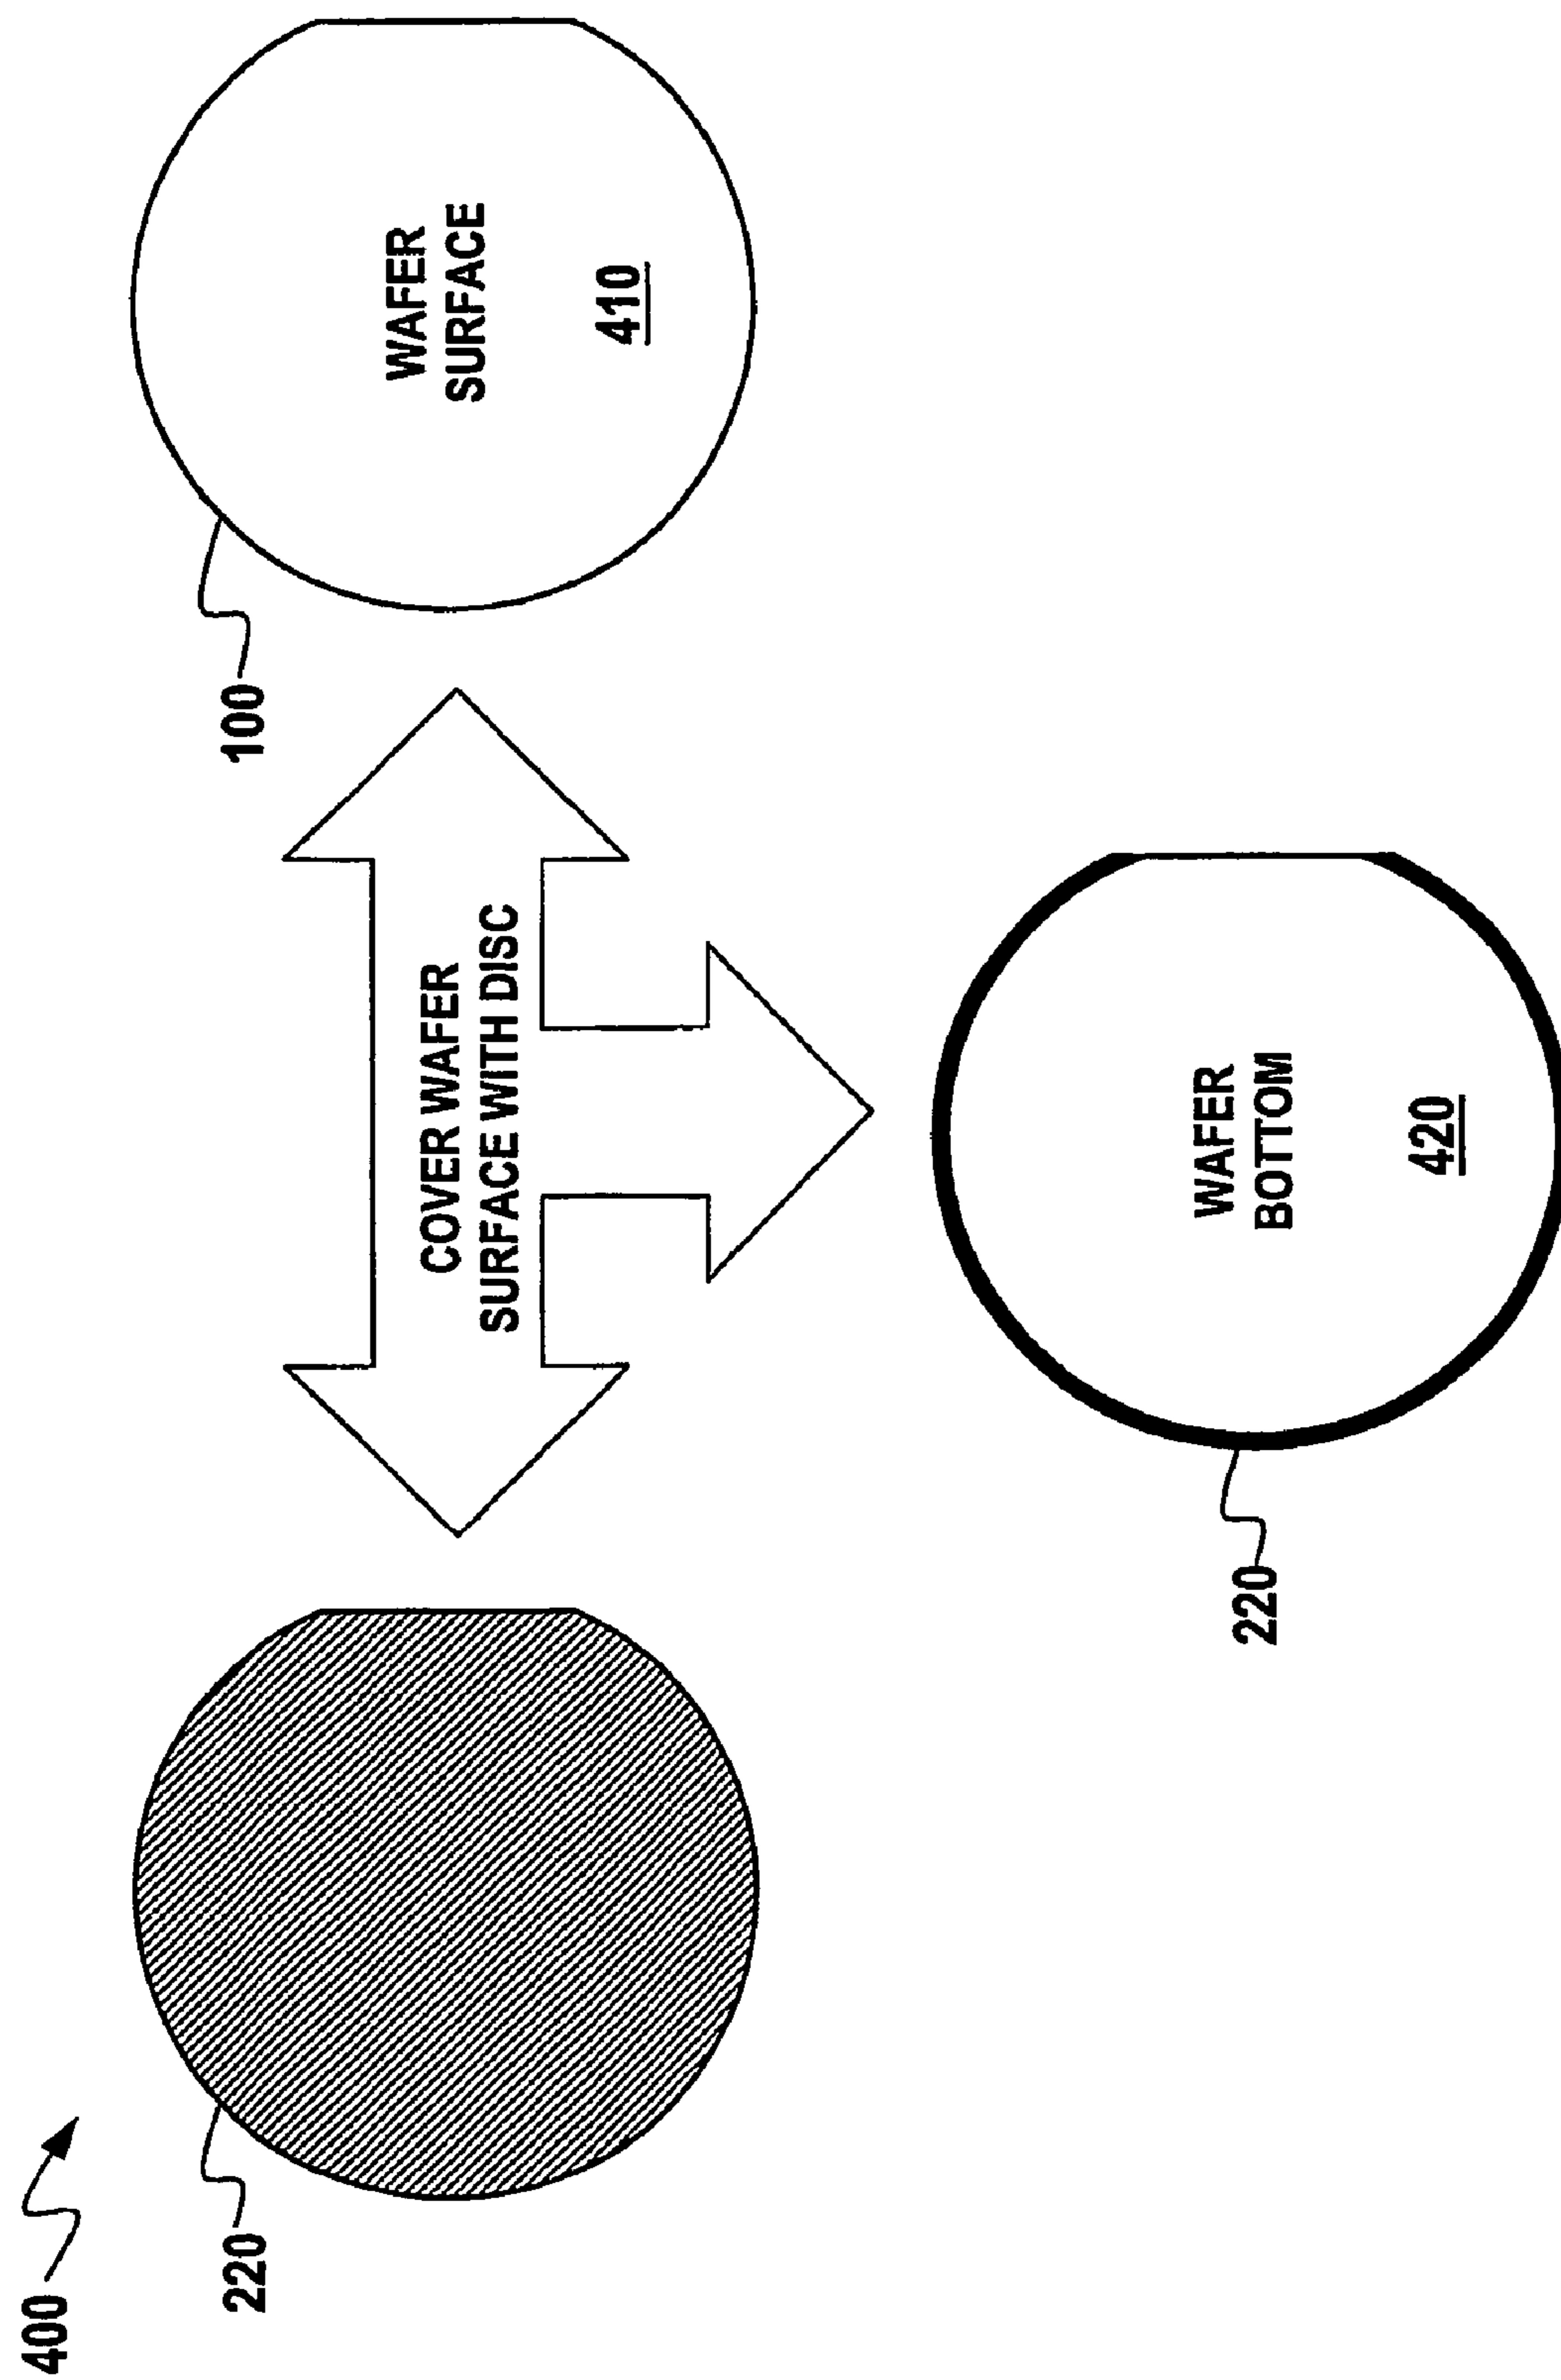 400
220
COVER WAFER
SURFACE WITH DISC
100
WAFER
SURFACE
410
220
WAFER
BOTTOM
420